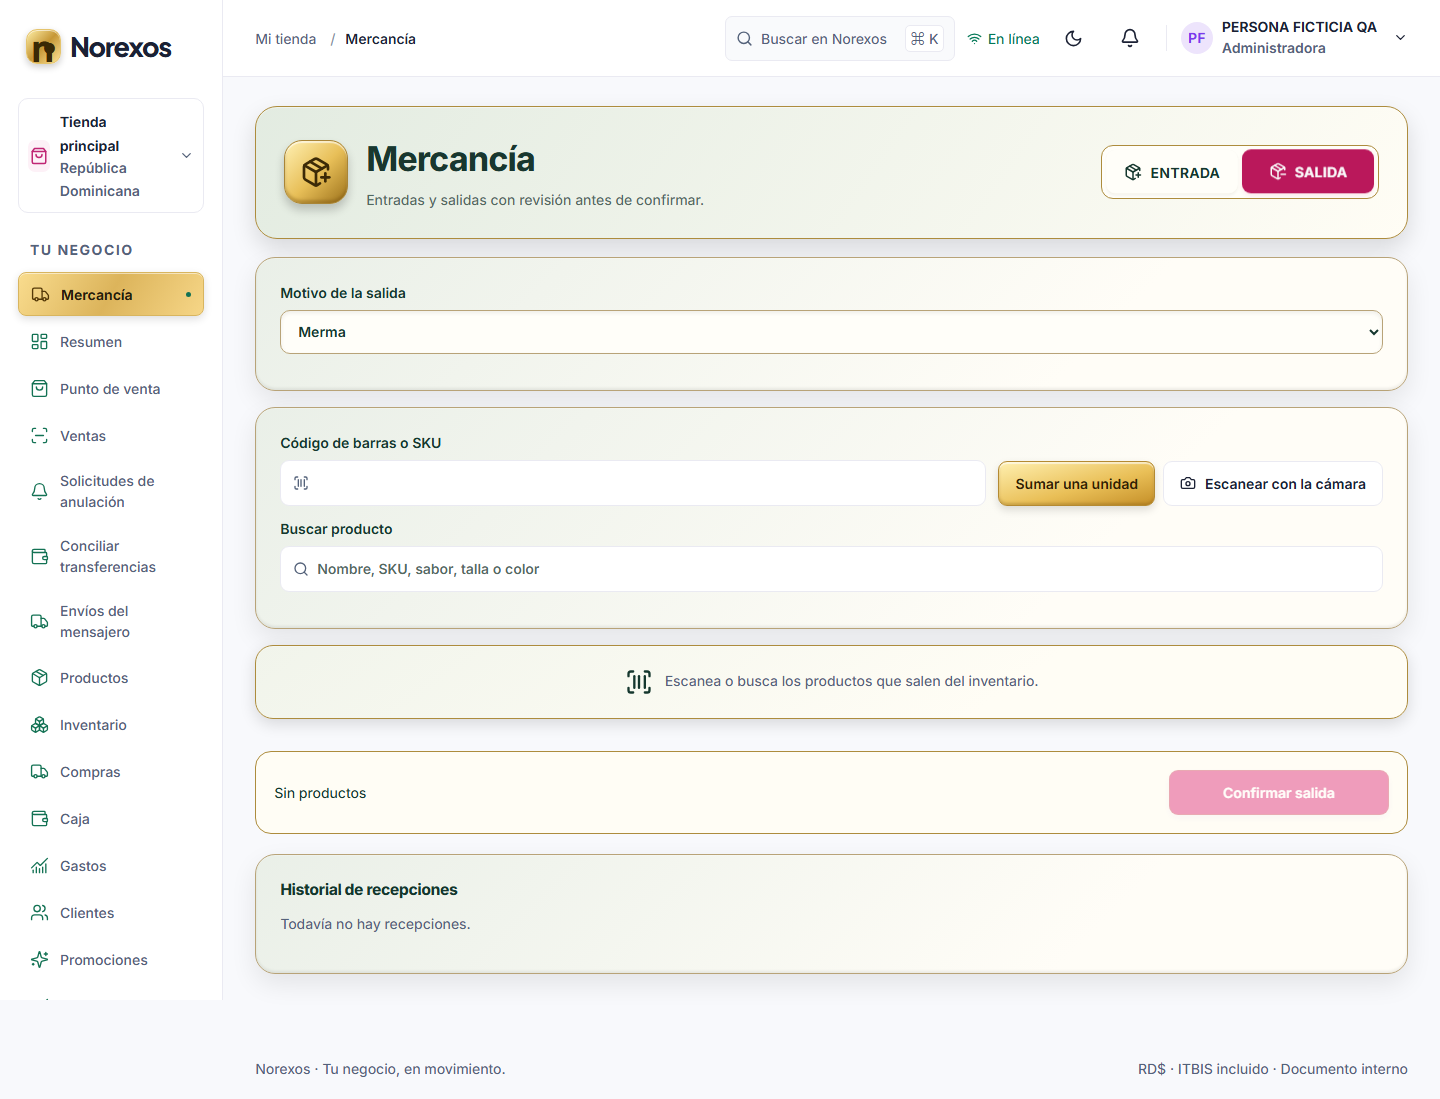 Norexos
Mi tienda / Mercancía
Buscar en Norexos
⌘ K
En línea
PF
PERSONA FICTICIA QA
Administradora
Tienda
principal
República
Dominicana
TU NEGOCIO
Mercancía
Resumen
Punto de venta
Ventas
Solicitudes de
anulación
Conciliar
transferencias
Envíos del
mensajero
Productos
Inventario
Compras
Caja
Gastos
Clientes
Promociones
Mercancía
Entradas y salidas con revisión antes de confirmar.
ENTRADA
SALIDA
Motivo de la salida
Merma
Código de barras o SKU
Sumar una unidad
Escanear con la cámara
Buscar producto
Nombre, SKU, sabor, talla o color
Escanea o busca los productos que salen del inventario.
Sin productos
Confirmar salida
Historial de recepciones
Todavía no hay recepciones.
Norexos · Tu negocio, en movimiento.
RD$ · ITBIS incluido · Documento interno